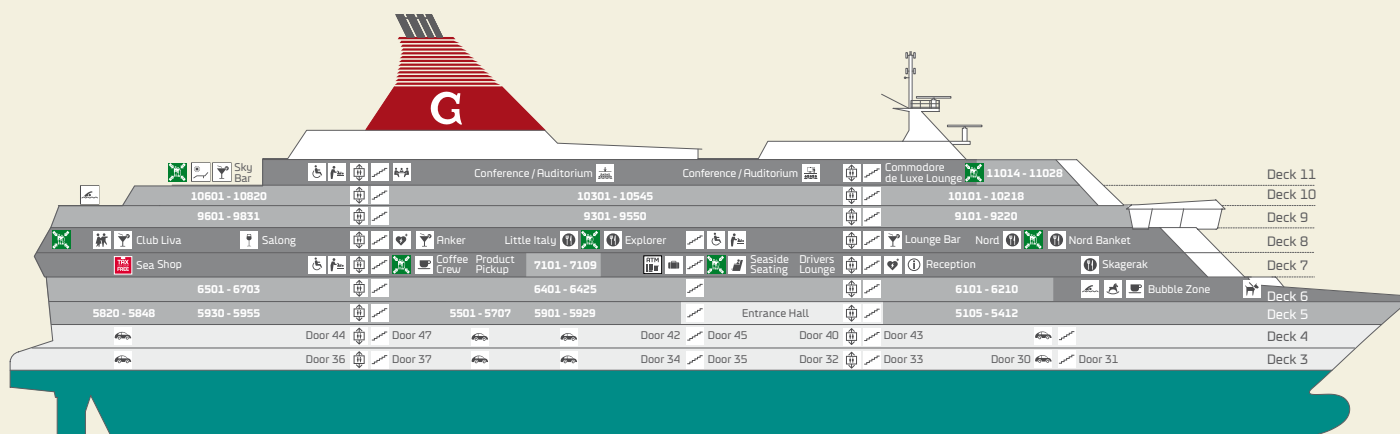 G
Sky
Bar
Conference / Auditorium
Conference / Auditorium
Commodore
de Luxe Lounge
11014 - 11028
Deck 11
10601 - 10820
10301 - 10545
10101 - 10218
Deck 10
9601 - 9831
9301 - 9550
9101 - 9220
Deck 9
Club Liva
Salong
Anker
Little Italy
Explorer
Lounge Bar
Nord
Nord Banket
Deck 8
TAX
FREE
Sea Shop
Coffee
Crew
Product
Pickup
7101 - 7109
ATM
Seaside
Seating
Drivers
Lounge
Reception
Skagerak
Deck 7
6501 - 6703
6401 - 6425
6101 - 6210
Bubble Zone
Deck 6
5820 - 5848
5930 - 5955
5501 - 5707
5901 - 5929
Entrance Hall
5105 - 5412
Deck 5
Door 44
Door 47
Door 42
Door 45
Door 40
Door 43
Deck 4
Door 36
Door 37
Door 34
Door 35
Door 32
Door 33
Door 30
Door 31
Deck 3